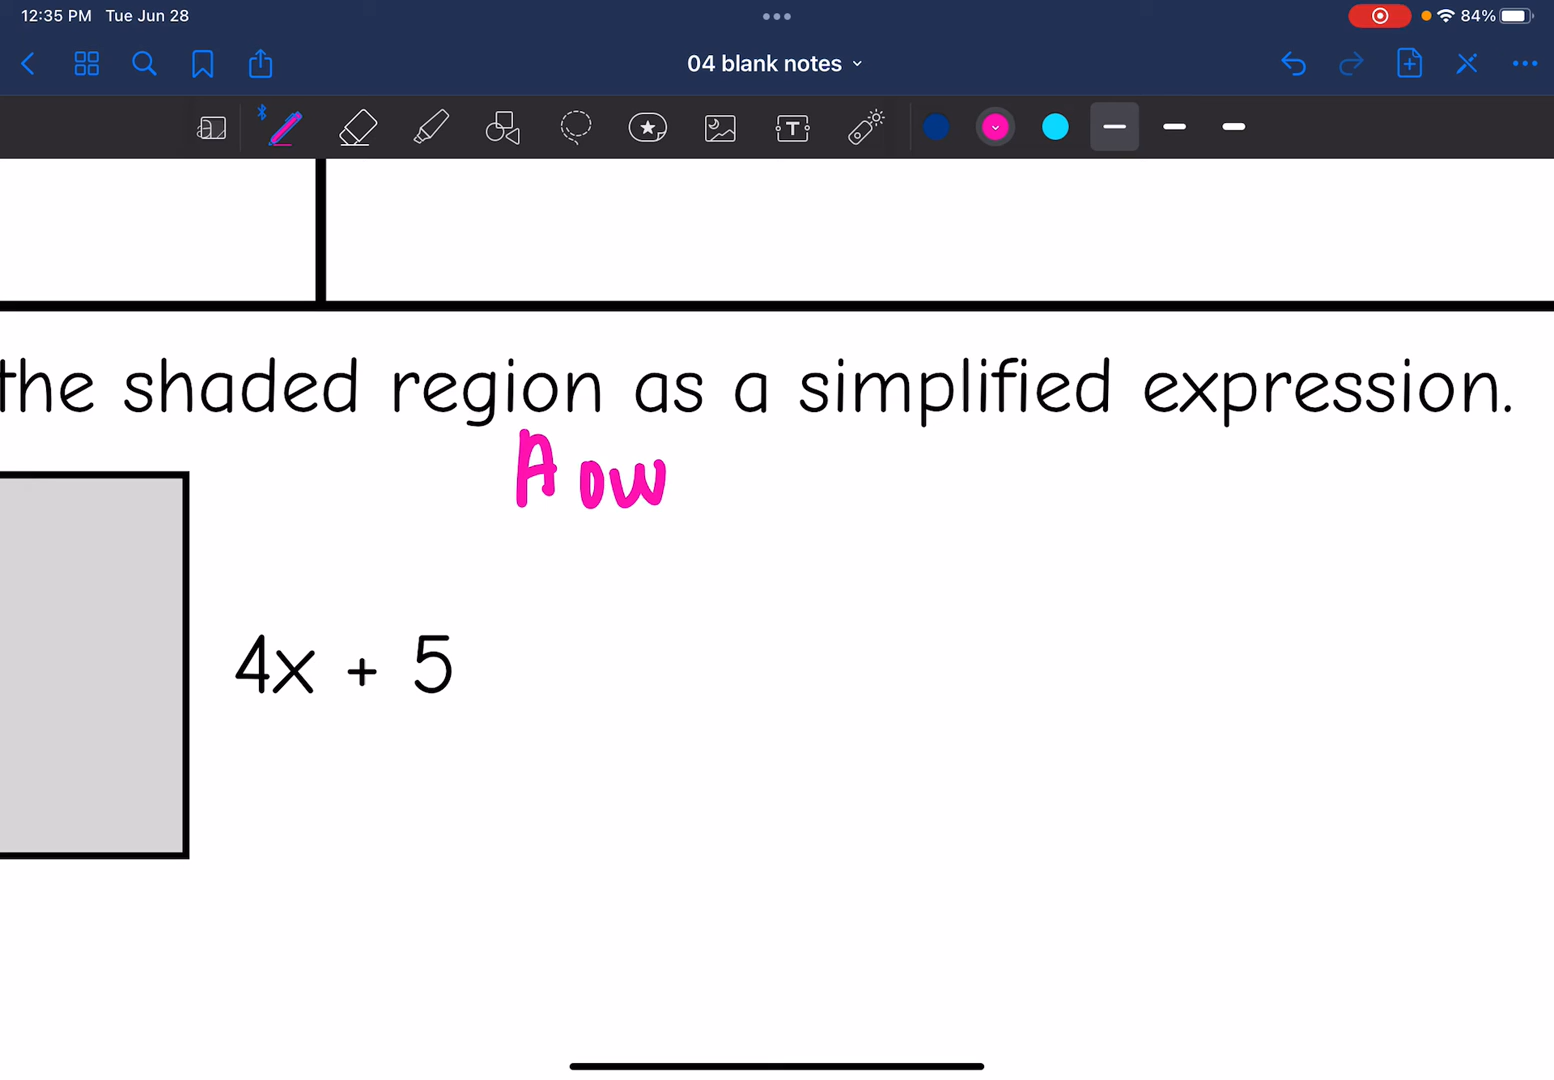 12:35 PM Tue Jun 28
84%
04 blank notes
the shaded region as a simplified expression.
A ow
4x + 5